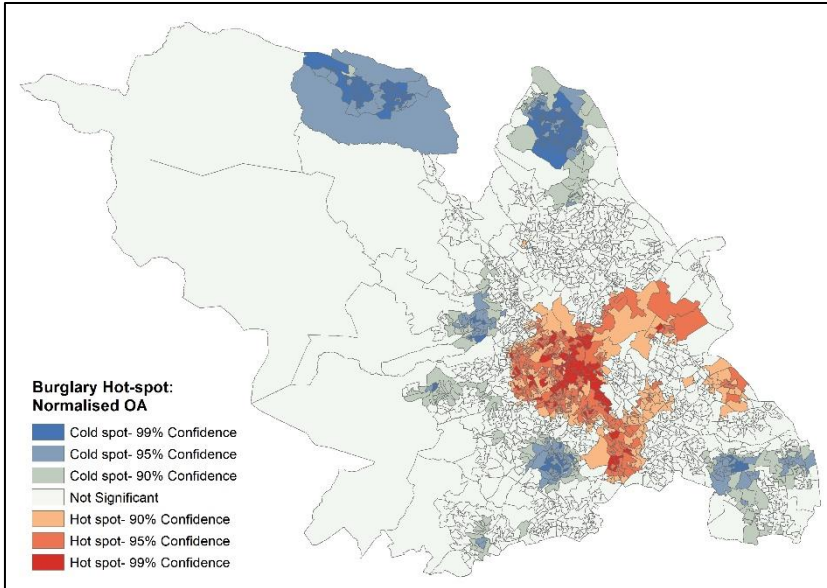 Burglary Hot-spot:
Normalised OA
Cold spot- 99% Confidence
Cold spot- 95% Confidence
Cold spot- 90% Confidence
Not Significant
Hot spot- 90% Confidence
Hot spot- 95% Confidence
Hot spot- 99% Confidence